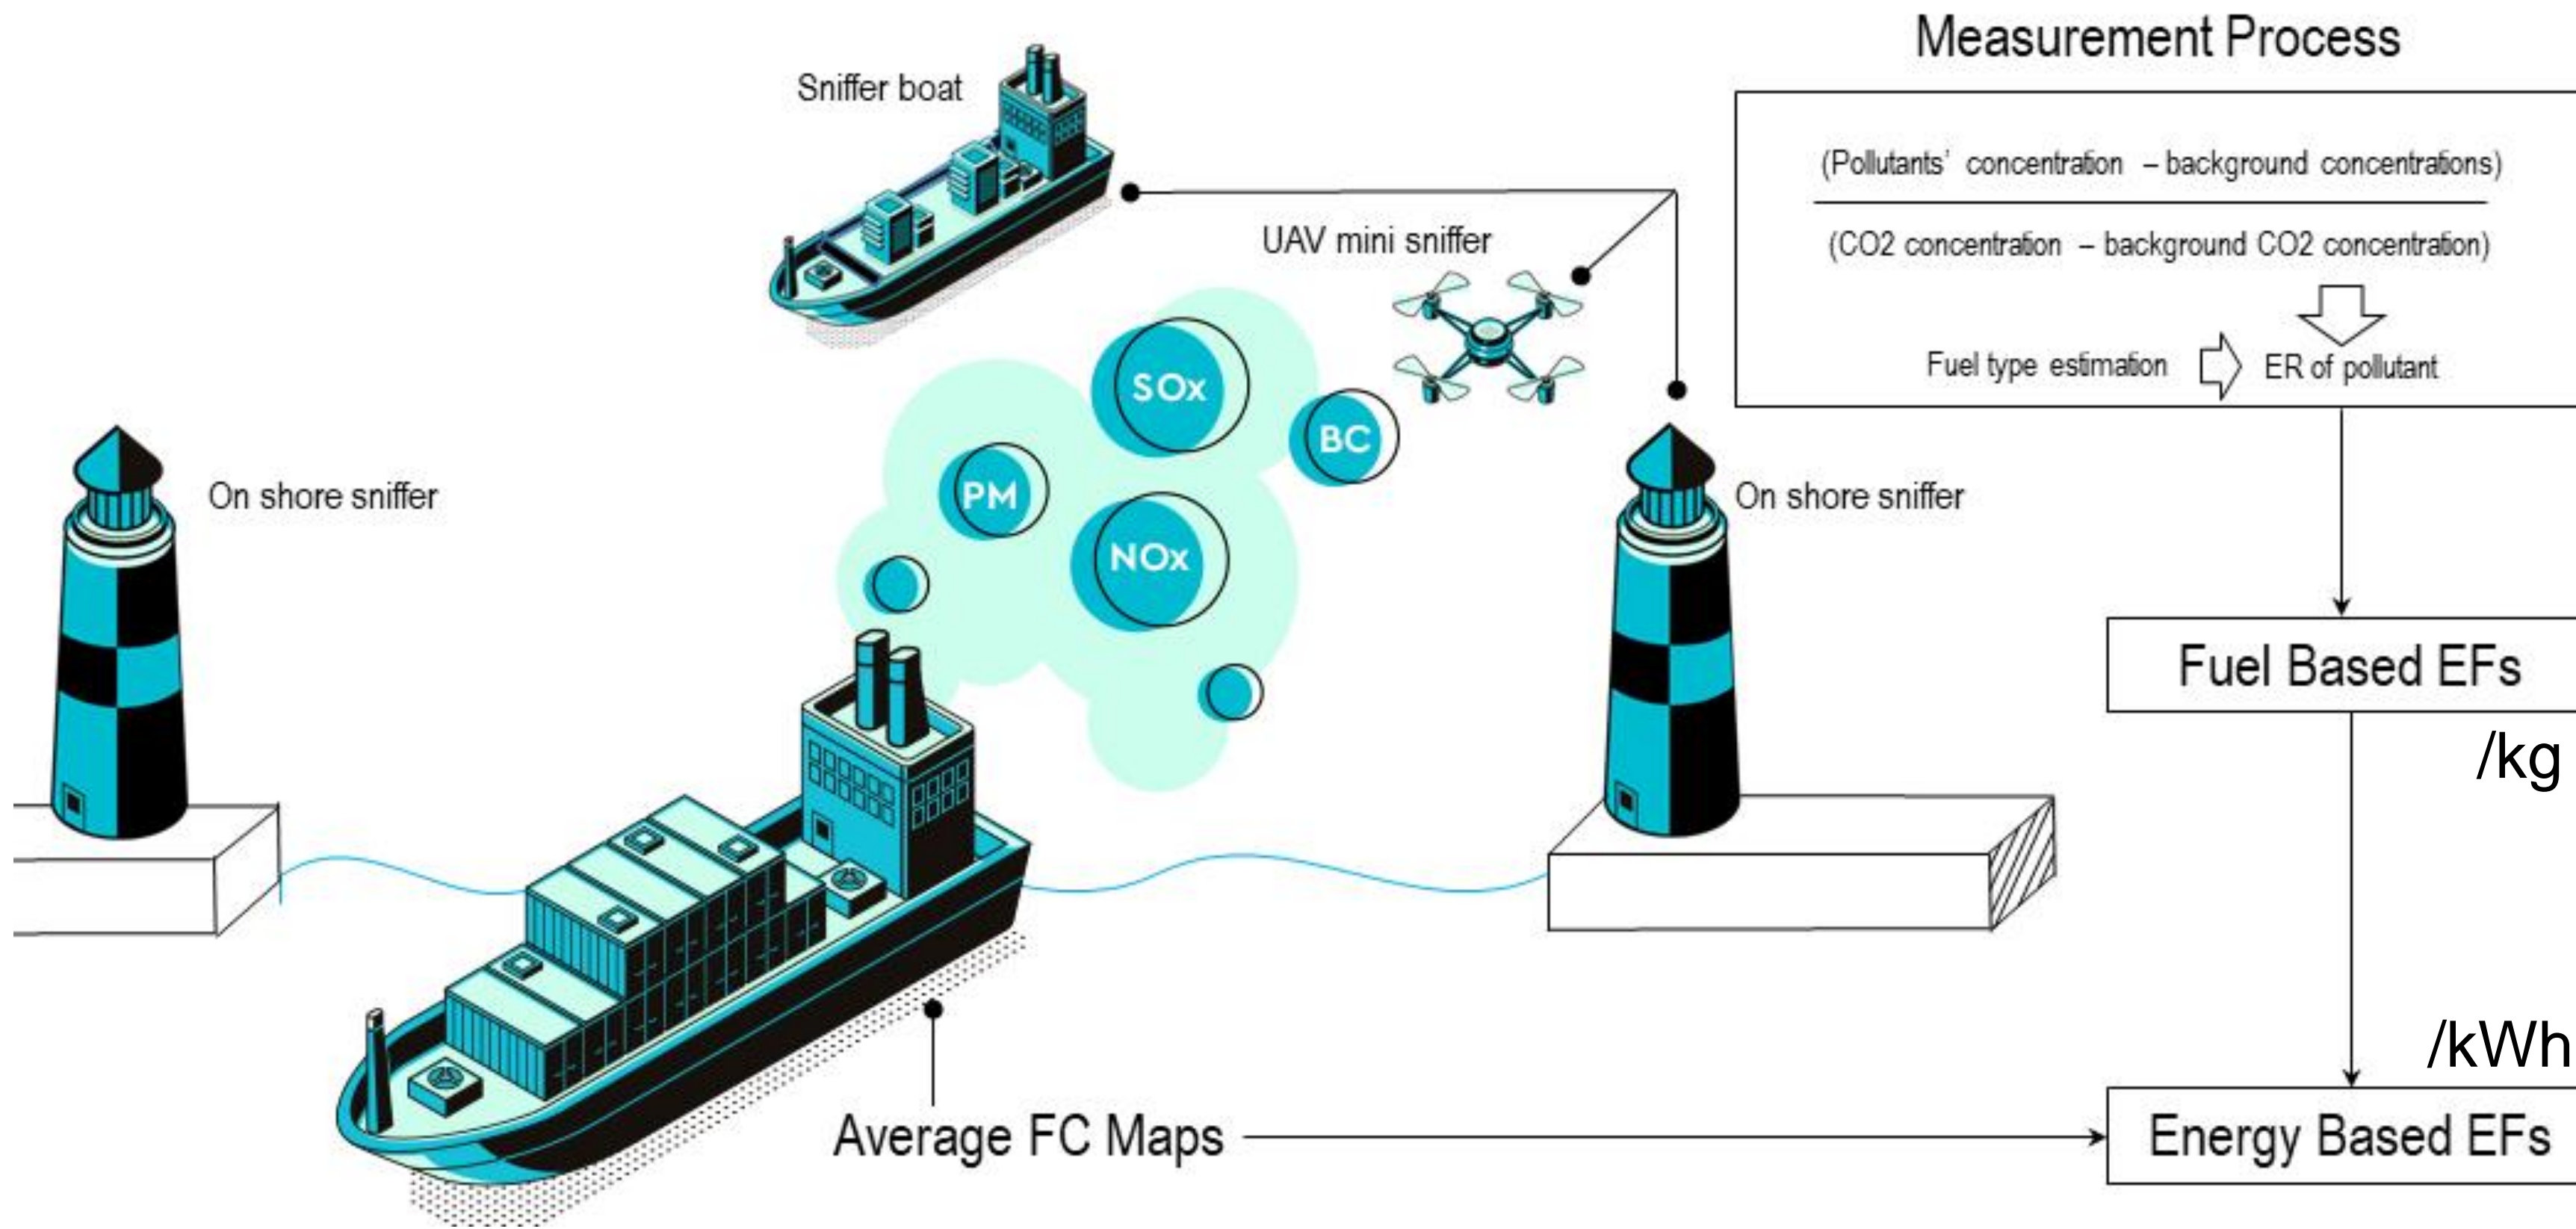 Measurement Process
Sniffer boat
(Pollutants' concentration – background concentrations)
(CO2 concentration – background CO2 concentration)
UAV mini sniffer
Fuel type estimation
ER of pollutant
SOx
BC
PM
On shore sniffer
On shore sniffer
NOx
Fuel Based EFs
/kg
/kWh
Average FC Maps
Energy Based EFs